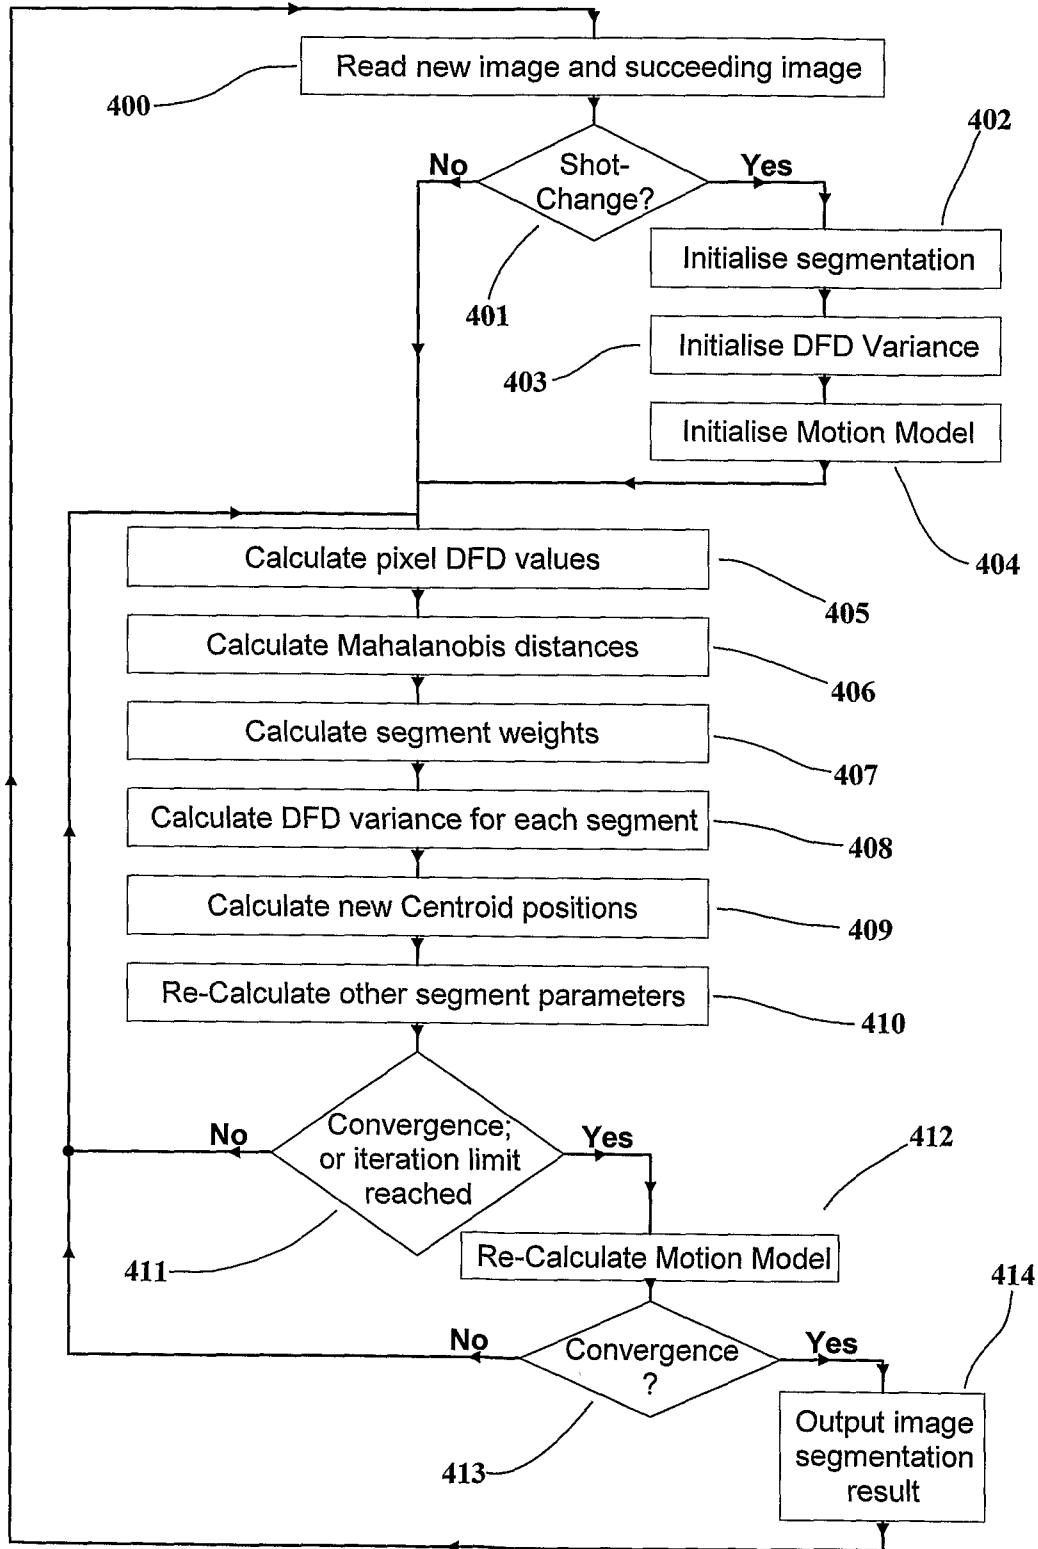 Read new image and succeeding image
400
402
No
Shot-
Change?
Yes
401
Initialise segmentation
Initialise DFD Variance
403
Initialise Motion Model
404
Calculate pixel DFD values
405
Calculate Mahalanobis distances
406
Calculate segment weights
407
Calculate DFD variance for each segment
408
Calculate new Centroid positions
409
Re-Calculate other segment parameters
410
No
Convergence;
or iteration limit
reached
Yes
412
411
Re-Calculate Motion Model
414
No
Convergence
?
Yes
413
Output image
segmentation
result